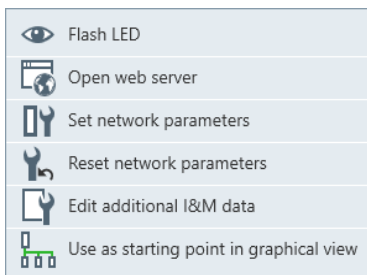 Flash LED
Open web server
Set network parameters
Reset network parameters
Edit additional I&M data
Use as starting point in graphical view